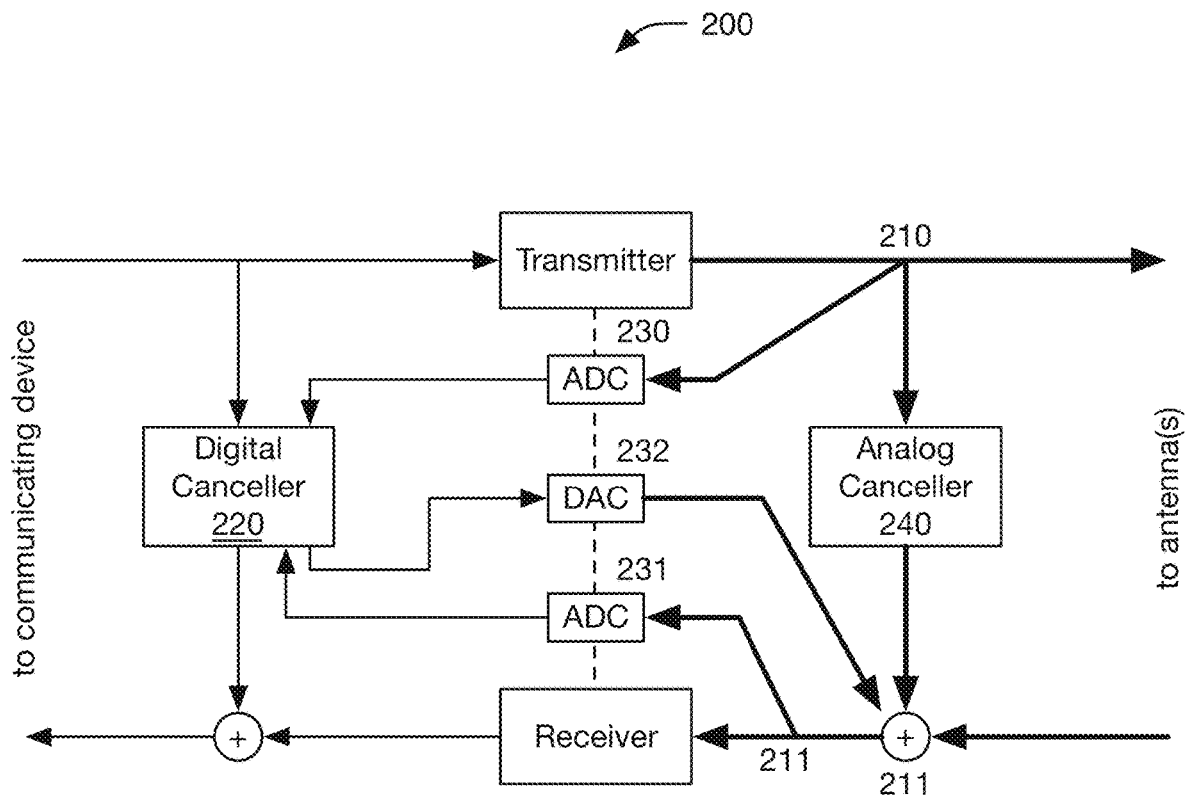 200
210
Transmitter
230
ADC
to communicating device
Digital
Canceller
220
232
DAC
Analog
Canceller
240
to antenna(s)
231
ADC
+
Receiver
211
+
211